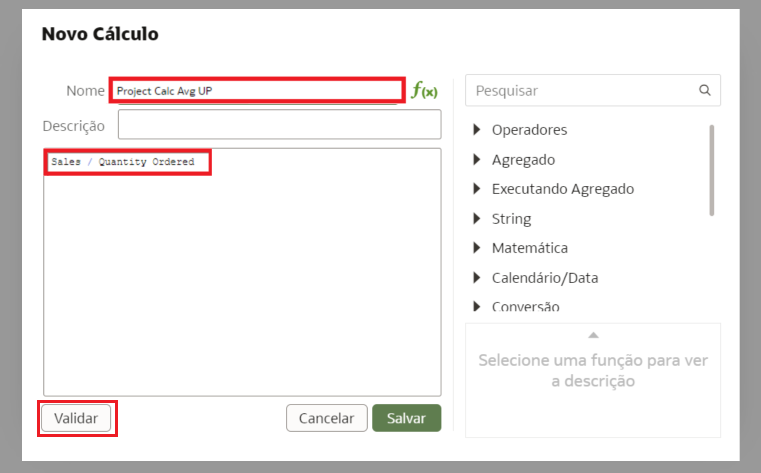 Novo Cálculo
Nome
Project Calc Avg UP
f(x)
Descrição
Sales / Quantity Ordered
Validar
Cancelar
Salvar
Pesquisar
Operadores
Agregado
Executando Agregado
String
Matemática
Calendário/Data
Conversão
Selecione uma função para ver
a descrição